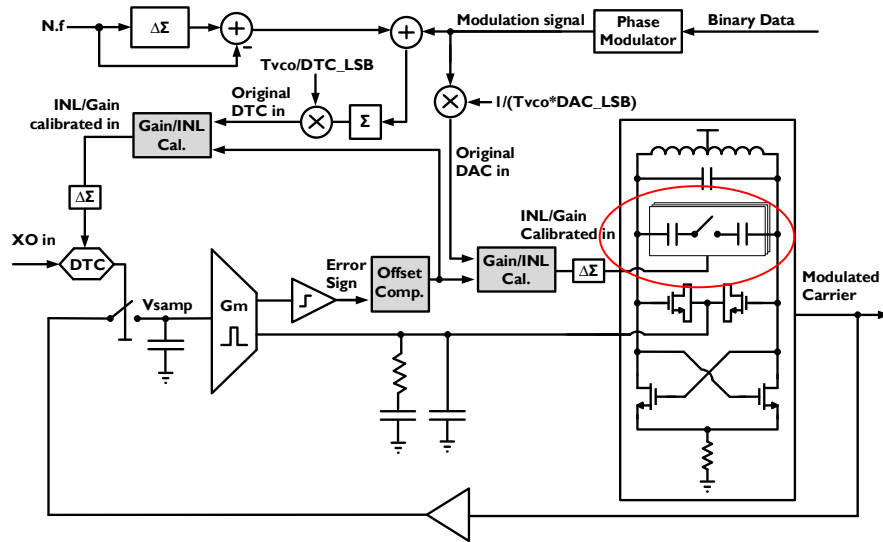 N.f
ΔΣ
+
-
+
Modulation signal
Phase
Modulator
Binary Data
Tvco/DTC_LSB
Original
DTC in
Σ
1/(Tvco*DAC_LSB)
INL/Gain
calibrated in
Gain/INL
Cal.
Original
DAC in
ΔΣ
INL/Gain
Calibrated in
XO in
DTC
Vsamp
Gm
Error
Sign
Offset
Comp.
Gain/INL
Cal.
ΔΣ
Modulated
Carrier